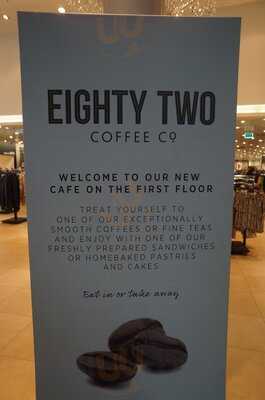 EIGHTY TWO
COFFEE CO
WELCOME TO OUR NEW
CAFE ON THE FIRST FLOOR
TREAT YOURSELF TO
ONE OF OUR EXCEPTIONALLY
SMOOTH COFFEES OR FINE TEAS
AND ENJOY WITH ONE OF OUR
FRESHLY PREPARED SANDWICHES
OR HOMEBAKED PASTRIES
AND CAKES
Eat in or take away